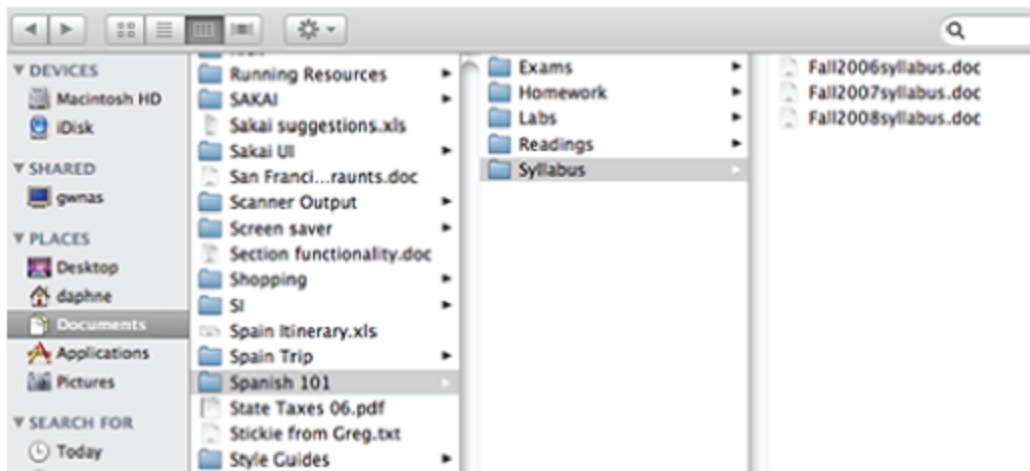 DEVICES
Macintosh HD
iDisk
SHARED
gwnas
PLACES
Desktop
daphne
Documents
Applications
Pictures
SEARCH FOR
Today
Running Resources
SAKAI
Sakai suggestions.xls
Sakai UI
San Franci...raunts.doc
Scanner Output
Screen saver
Section functionality.doc
Shopping
SI
Spain Itinerary.xls
Spain Trip
Spanish 101
State Taxes 06.pdf
Stickie from Greg.txt
Style Guides
Exams
Homework
Labs
Readings
Syllabus
Fall2006syllabus.doc
Fall2007syllabus.doc
Fall2008syllabus.doc